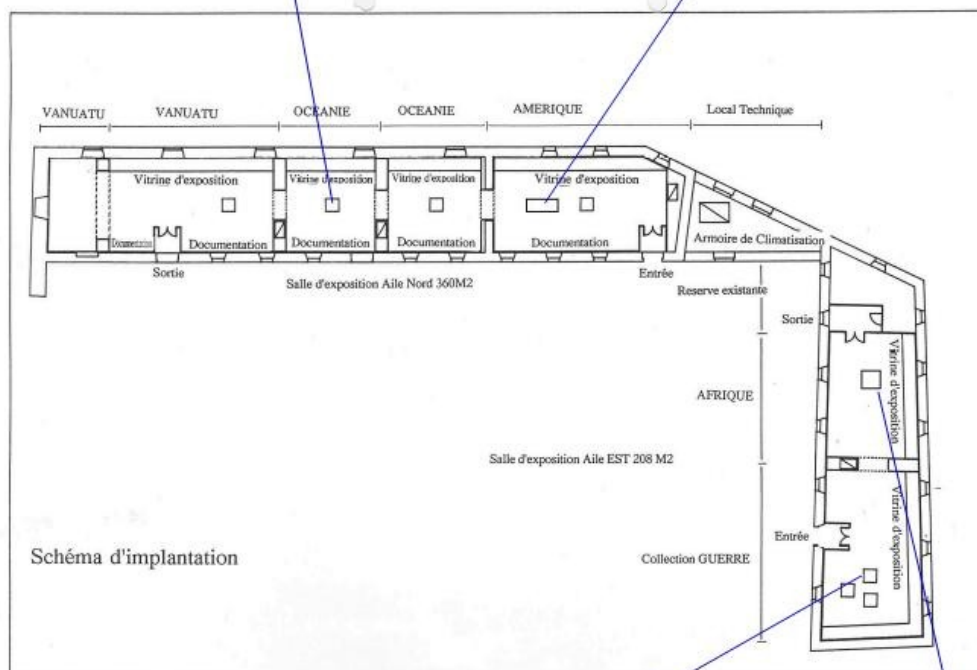 VANUATU VANUATU OCEANIE OCEANIE AMÉRIQUE Local Technique
Vitrine d'exposition Vitrine d'exposition Vitrine d'exposition Vitrine d'exposition
Documentation Documentation Documentation Documentation Documentation
Armoire de Climatisation
Sortie
Entrée
Salle d'exposition Aile Nord 360M2
Reserve existante
Sortie
Vitrine d'exposition
AFRIQUE
Salle d'exposition Aile EST 208 M2
Vitrine d'exposition
Entrée
Schéma d'implantation
Collection GUERRE